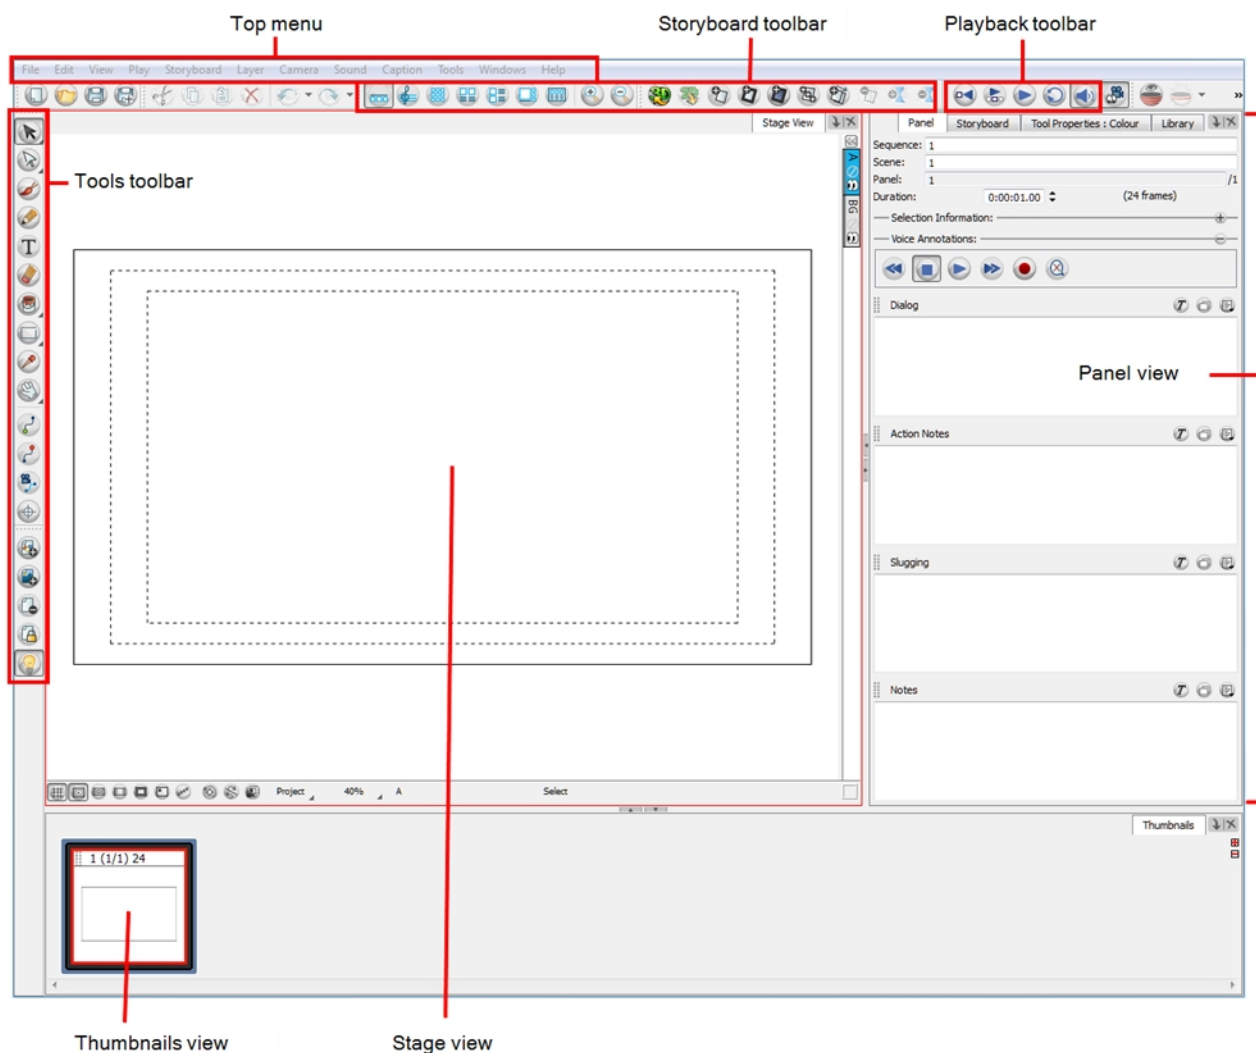 Top menu
Storyboard toolbar
Playback toolbar
File Edit View Play Storyboard Layer Camera Sound Caption Tools Windows Help
Stage View
Panel Storyboard Tool Properties : Colour Library
Sequence: 1
Scene: 1
Panel: 1 /1
Duration: 0:00:01.00 (24 frames)
Selection Information:
Voice Annotations:
Tools toolbar
A
BG
T
Dialog T
Panel view
Action Notes T
Slugging T
Notes T
Project 40% A Select
Thumbnails
1 (1/1) 24
Thumbnails view
Stage view